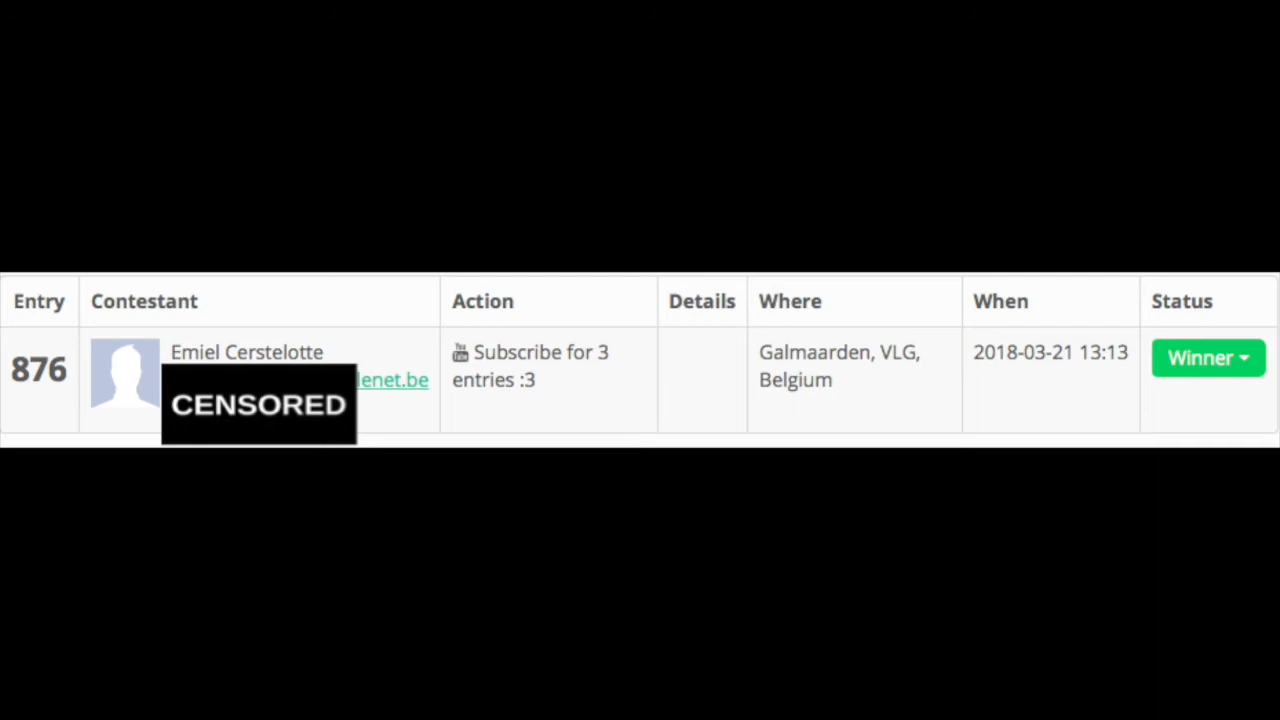 Entry Contestant Action Details Where When Status
876 Emiel Cerstelotte Subscribe for 3 Galmaarden, VLG, 2018-03-21 13:13 Winner
lenet.be entries :3 Belgium
CENSORED